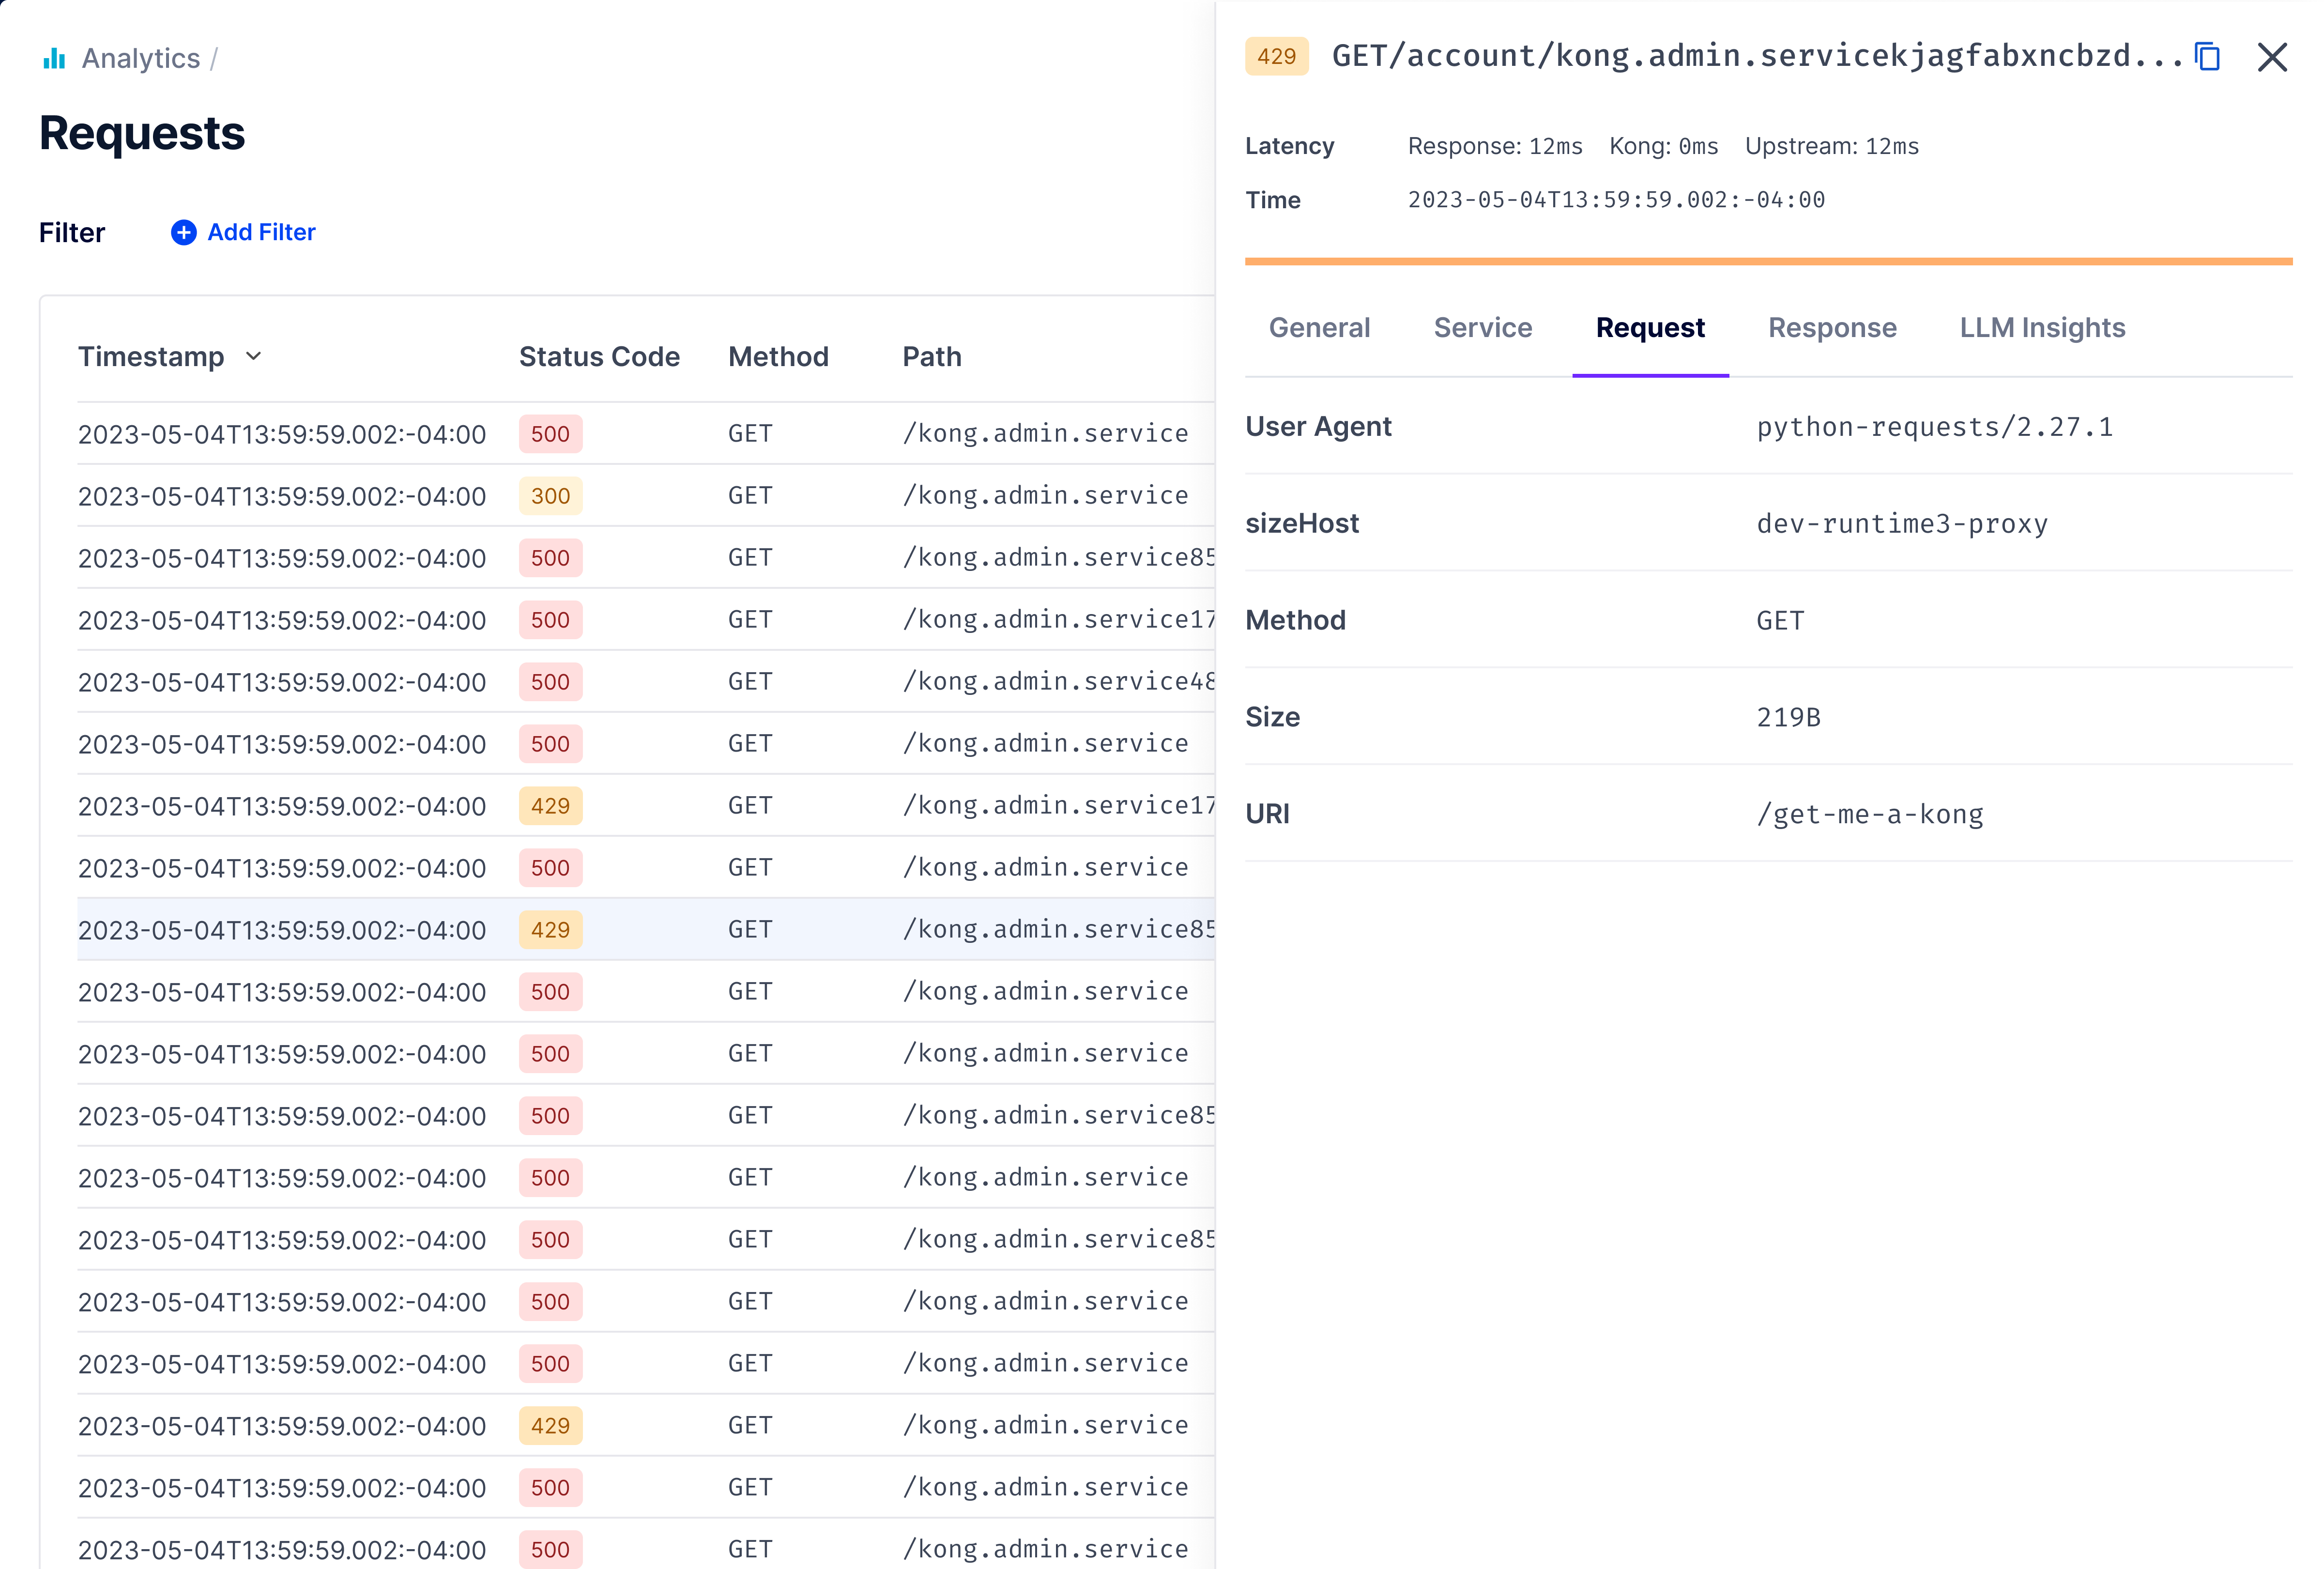 Analytics /
Requests
Filter Add Filter
Timestamp Status Code Method Path
2023-05-04T13:59:59.002:-04:00 500 GET /kong.admin.service
2023-05-04T13:59:59.002:-04:00 300 GET /kong.admin.service
2023-05-04T13:59:59.002:-04:00 500 GET /kong.admin.service85
2023-05-04T13:59:59.002:-04:00 500 GET /kong.admin.service17
2023-05-04T13:59:59.002:-04:00 500 GET /kong.admin.service48
2023-05-04T13:59:59.002:-04:00 500 GET /kong.admin.service
2023-05-04T13:59:59.002:-04:00 429 GET /kong.admin.service17
2023-05-04T13:59:59.002:-04:00 500 GET /kong.admin.service
2023-05-04T13:59:59.002:-04:00 429 GET /kong.admin.service85
2023-05-04T13:59:59.002:-04:00 500 GET /kong.admin.service
2023-05-04T13:59:59.002:-04:00 500 GET /kong.admin.service
2023-05-04T13:59:59.002:-04:00 500 GET /kong.admin.service85
2023-05-04T13:59:59.002:-04:00 500 GET /kong.admin.service
2023-05-04T13:59:59.002:-04:00 500 GET /kong.admin.service85
2023-05-04T13:59:59.002:-04:00 500 GET /kong.admin.service
2023-05-04T13:59:59.002:-04:00 500 GET /kong.admin.service
2023-05-04T13:59:59.002:-04:00 429 GET /kong.admin.service
2023-05-04T13:59:59.002:-04:00 500 GET /kong.admin.service
2023-05-04T13:59:59.002:-04:00 500 GET /kong.admin.service
429 GET/account/kong.admin.servicekjagfabxncbzd...
Latency Response: 12ms Kong: 0ms Upstream: 12ms
Time 2023-05-04T13:59:59.002:-04:00
General Service Request Response LLM Insights
User Agent python-requests/2.27.1
sizeHost dev-runtime3-proxy
Method GET
Size 219B
URI /get-me-a-kong